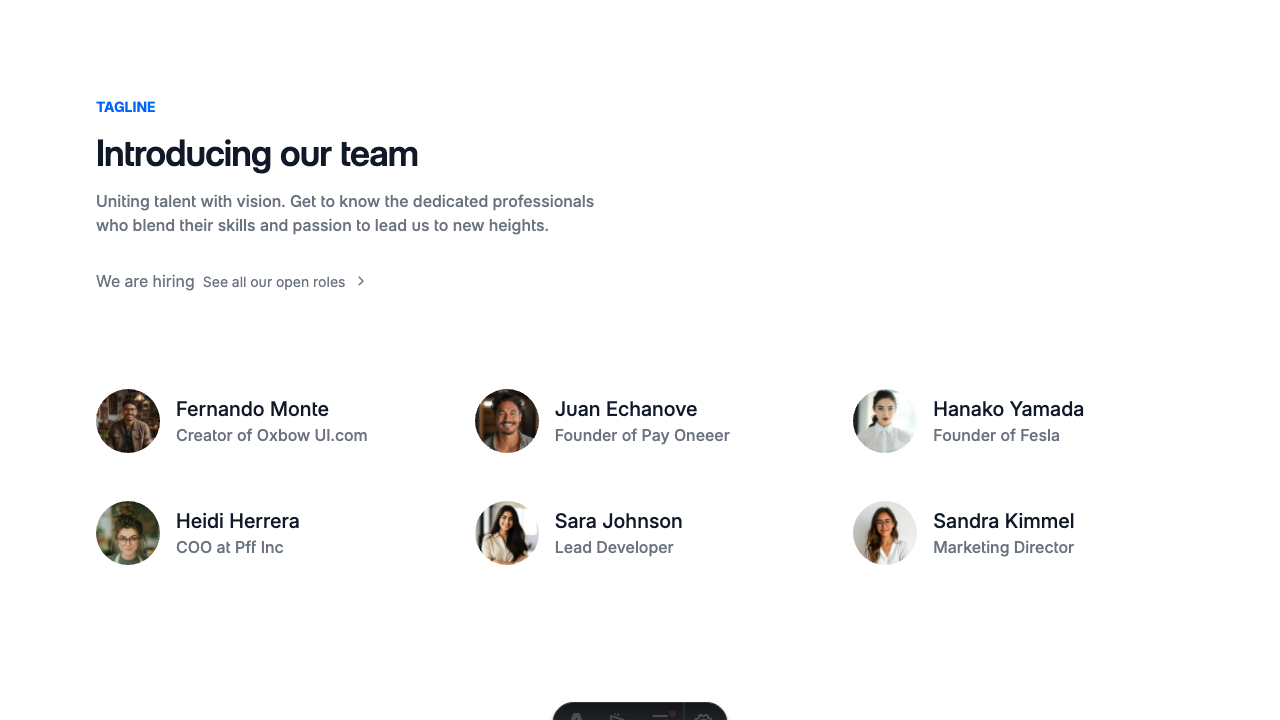 TAGLINE
Introducing our team
Uniting talent with vision. Get to know the dedicated professionals
who blend their skills and passion to lead us to new heights.
We are hiring See all our open roles
Fernando Monte
Creator of Oxbow UI.com
Juan Echanove
Founder of Pay Oneeer
Hanako Yamada
Founder of Fesla
Heidi Herrera
COO at Pff Inc
Sara Johnson
Lead Developer
Sandra Kimmel
Marketing Director